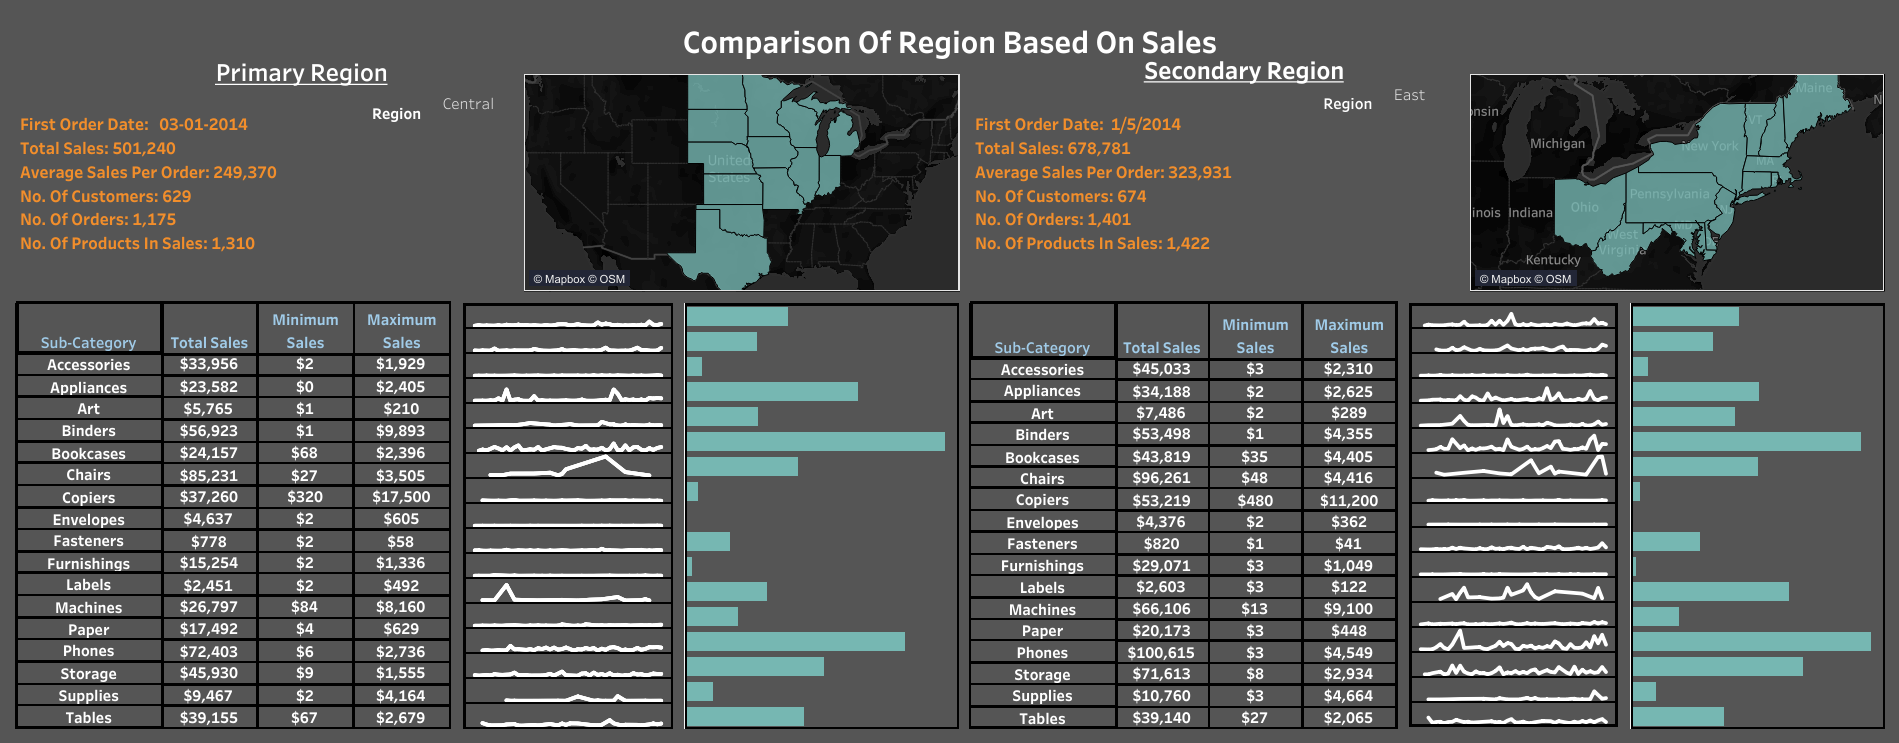 Comparison Of Region Based On Sales
Primary Region
Region
Central
First Order Date: 03-01-2014
Total Sales: 501,240
Average Sales Per Order: 249,370
No. Of Customers: 629
No. Of Orders: 1,175
No. Of Products In Sales: 1,310
United
States
© Mapbox © OSM
Sub-Category Total Sales Minimum Sales Maximum Sales
Accessories $33,956 $2 $1,929
Appliances $23,582 $0 $2,405
Art $5,765 $1 $210
Binders $56,923 $1 $9,893
Bookcases $24,157 $68 $2,396
Chairs $85,231 $27 $3,505
Copiers $37,260 $320 $17,500
Envelopes $4,637 $2 $605
Fasteners $778 $2 $58
Furnishings $15,254 $2 $1,336
Labels $2,451 $2 $492
Machines $26,797 $84 $8,160
Paper $17,492 $4 $629
Phones $72,403 $6 $2,736
Storage $45,930 $9 $1,555
Supplies $9,467 $2 $4,164
Tables $39,155 $67 $2,679
Secondary Region
Region
East
First Order Date: 1/5/2014
Total Sales: 678,781
Average Sales Per Order: 323,931
No. Of Customers: 674
No. Of Orders: 1,401
No. Of Products In Sales: 1,422
Maine
nsin
N
VT
Michigan
New York
MA
Pennsylvania
inois
Indiana
Ohio
MD
West
Virginia
Kentucky
© Mapbox © OSM
Sub-Category Total Sales Minimum Sales Maximum Sales
Accessories $45,033 $3 $2,310
Appliances $34,188 $2 $2,625
Art $7,486 $2 $289
Binders $53,498 $1 $4,355
Bookcases $43,819 $35 $4,405
Chairs $96,261 $48 $4,416
Copiers $53,219 $480 $11,200
Envelopes $4,376 $2 $362
Fasteners $820 $1 $41
Furnishings $29,071 $3 $1,049
Labels $2,603 $3 $122
Machines $66,106 $13 $9,100
Paper $20,173 $3 $448
Phones $100,615 $3 $4,549
Storage $71,613 $8 $2,934
Supplies $10,760 $3 $4,664
Tables $39,140 $27 $2,065